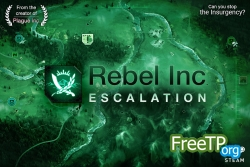 From the
creator of
Plague Inc
Can you stop
the Insurgency?
Rebel Inc
ESCALATION
FreeTP.org
STEAM